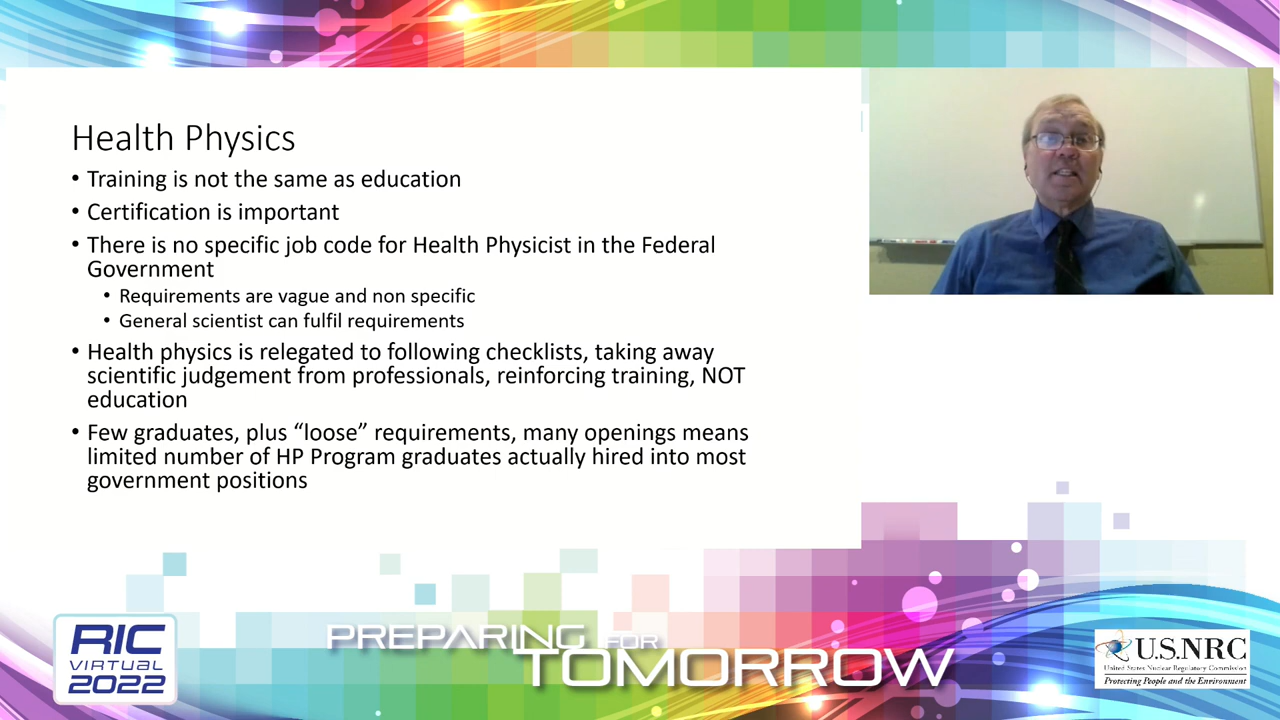 Health Physics
• Training is not the same as education
• Certification is important
• There is no specific job code for Health Physicist in the Federal
Government
• Requirements are vague and non specific
• General scientist can fulfil requirements
• Health physics is relegated to following checklists, taking away
scientific judgement from professionals, reinforcing training, NOT
education
• Few graduates, plus “loose” requirements, many openings means
limited number of HP Program graduates actually hired into most
government positions
RIC
VIRTUAL
2022
PREPARING FOR
TOMORROW
U.S.NRC
United States Nuclear Regulatory Commission
Protecting People and the Environment